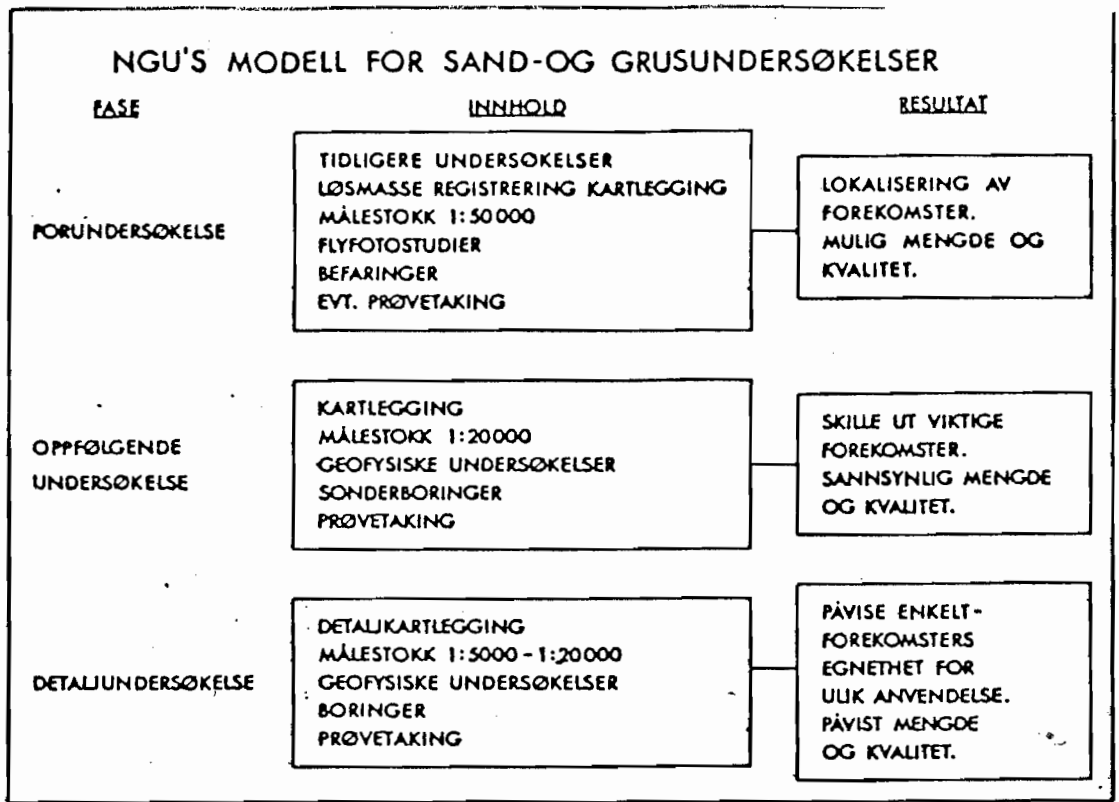 NGU'S MODELL FOR SAND-OG GRUSUNDERSØKELSER
FASE INNHOLD RESULTAT
FORUNDERSØKELSE
TIDLIGERE UNDERSØKELSER
LØSMASSE REGISTRERING KARTLEGGING
MÅLESTOKK 1:50000
FLYFOTOSTUDIER
BEFARINGER
EVT. PRØVETAKING
LOKALISERING AV
FOREKOMSTER.
MULIG MENGDE OG
KVALITET.
OPPFØLGENDE
UNDERSØKELSE
KARTLEGGING
MÅLESTOKK 1:20000
GEOFYSISKE UNDERSØKELSER
SONDERBORINGER
PRØVETAKING
SKILLE UT VIKTIGE
FOREKOMSTER.
SANNSYNLIG MENGDE
OG KVALITET.
DETALJUNDERSØKELSE
DETALJKARTLEGGING
MÅLESTOKK 1:5000-1:20000
GEOFYSISKE UNDERSØKELSER
BORINGER
PRØVETAKING
PÅVISE ENKELT-
FOREKOMSTERS
EGNETHET FOR
ULIK ANVENDELSE.
PÅVIST MENGDE
OG KVALITET.